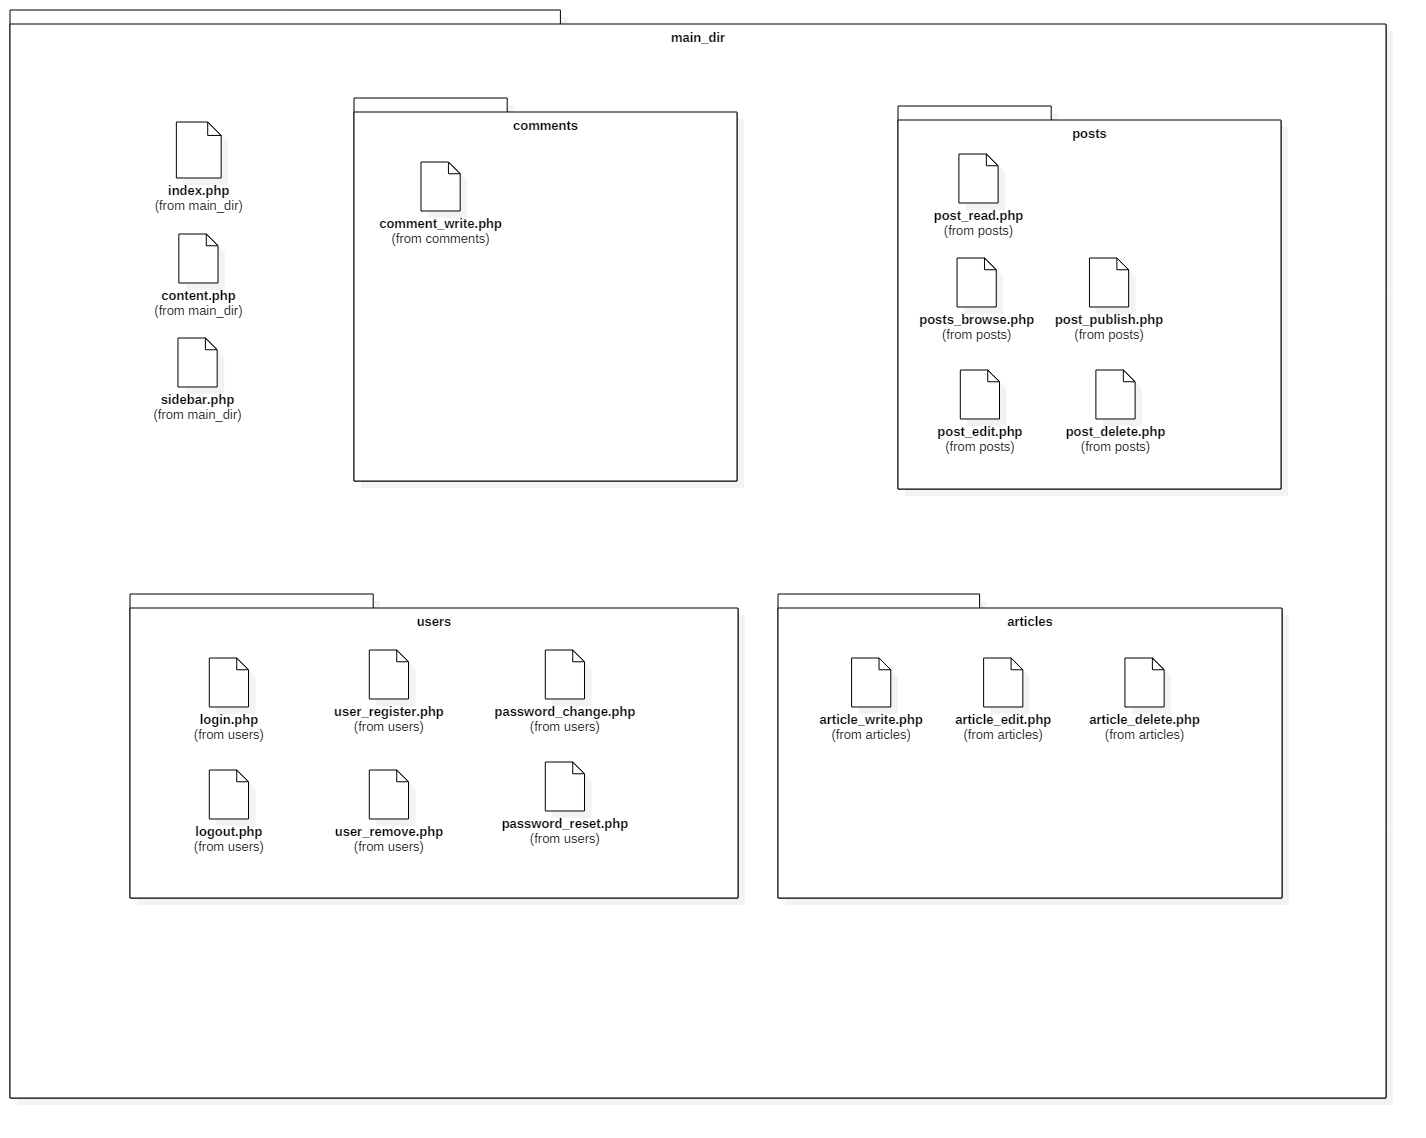 main_dir
index.php
(from main_dir)
content.php
(from main_dir)
sidebar.php
(from main_dir)
comments
comment_write.php
(from comments)
posts
post_read.php
(from posts)
posts_browse.php
(from posts)
post_publish.php
(from posts)
post_edit.php
(from posts)
post_delete.php
(from posts)
users
login.php
(from users)
user_register.php
(from users)
password_change.php
(from users)
logout.php
(from users)
user_remove.php
(from users)
password_reset.php
(from users)
articles
article_write.php
(from articles)
article_edit.php
(from articles)
article_delete.php
(from articles)